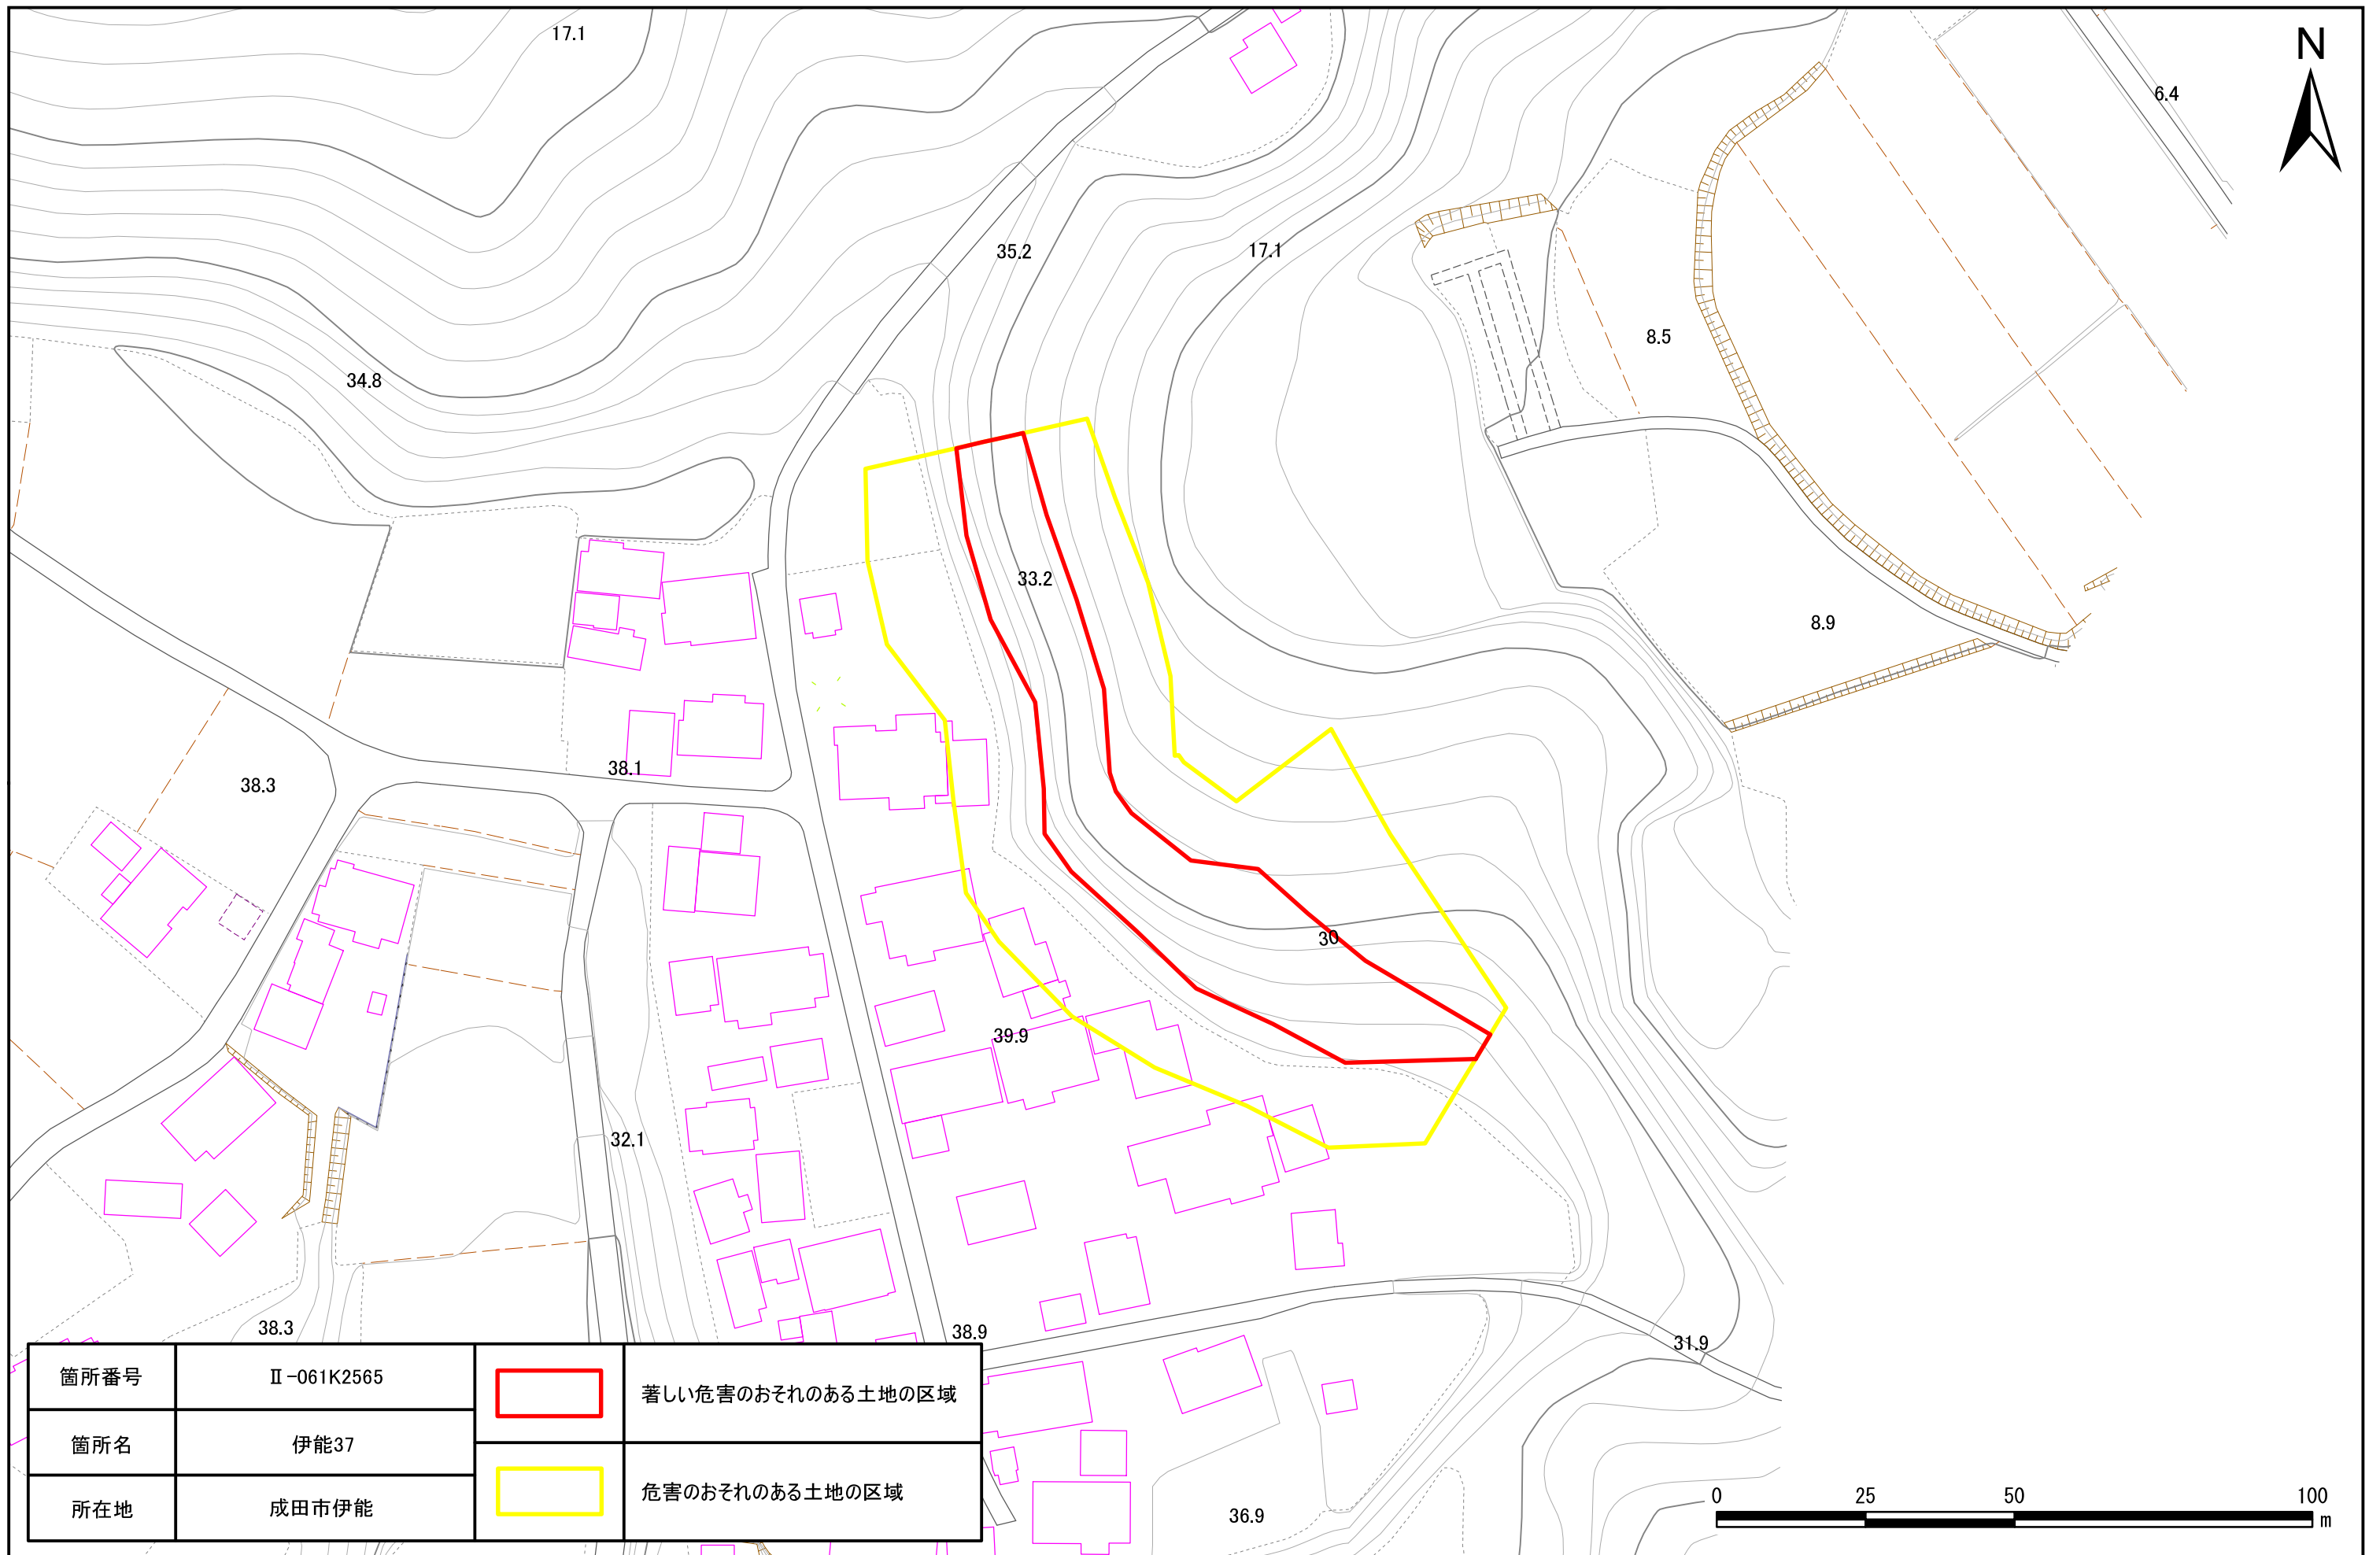 17.1
N
6.4
35.2
17.1
8.5
34.8
33.2
8.9
38.1
38.3
30
39.9
32.1
38.3
38.9
31.9
36.9
箇所番号 Ⅱ-061K2565
箇所名 伊能37
所在地 成田市伊能
著しい危害のおそれのある土地の区域
危害のおそれのある土地の区域
0 25 50 100
m